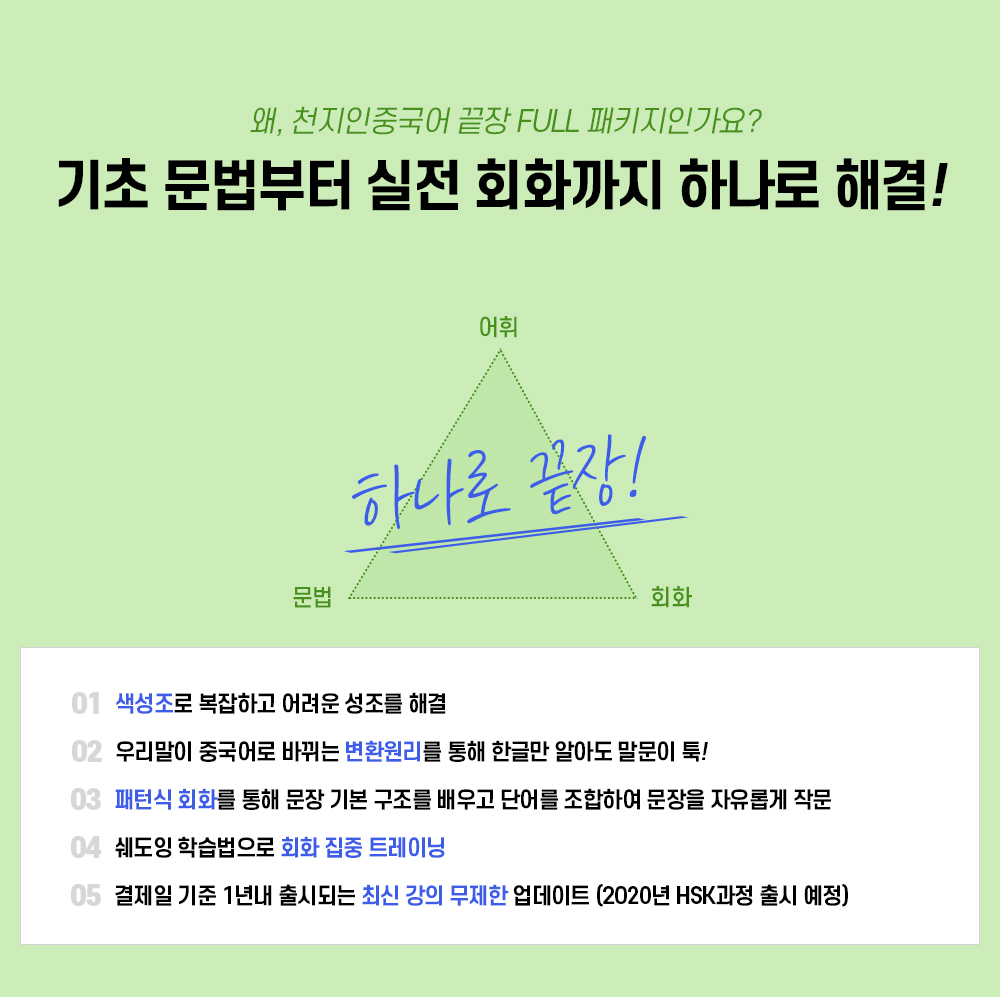 왜, 천지인중국어 끝장 FULL 패키지인가요?
기초 문법부터 실전 회화까지 하나로 해결!
어휘
하나로 끝장!
문법
회화
01 색성조로 복잡하고 어려운 성조를 해결
02 우리말이 중국어로 바뀌는 변환원리를 통해 한글만 알아도 말문이 툭!
03 패턴식 회화를 통해 문장 기본 구조를 배우고 단어를 조합하여 문장을 자유롭게 작문
04 쉐도잉 학습법으로 회화 집중 트레이닝
05 결제일 기준 1년내 출시되는 최신 강의 무제한 업데이트 (2020년 HSK과정 출시 예정)